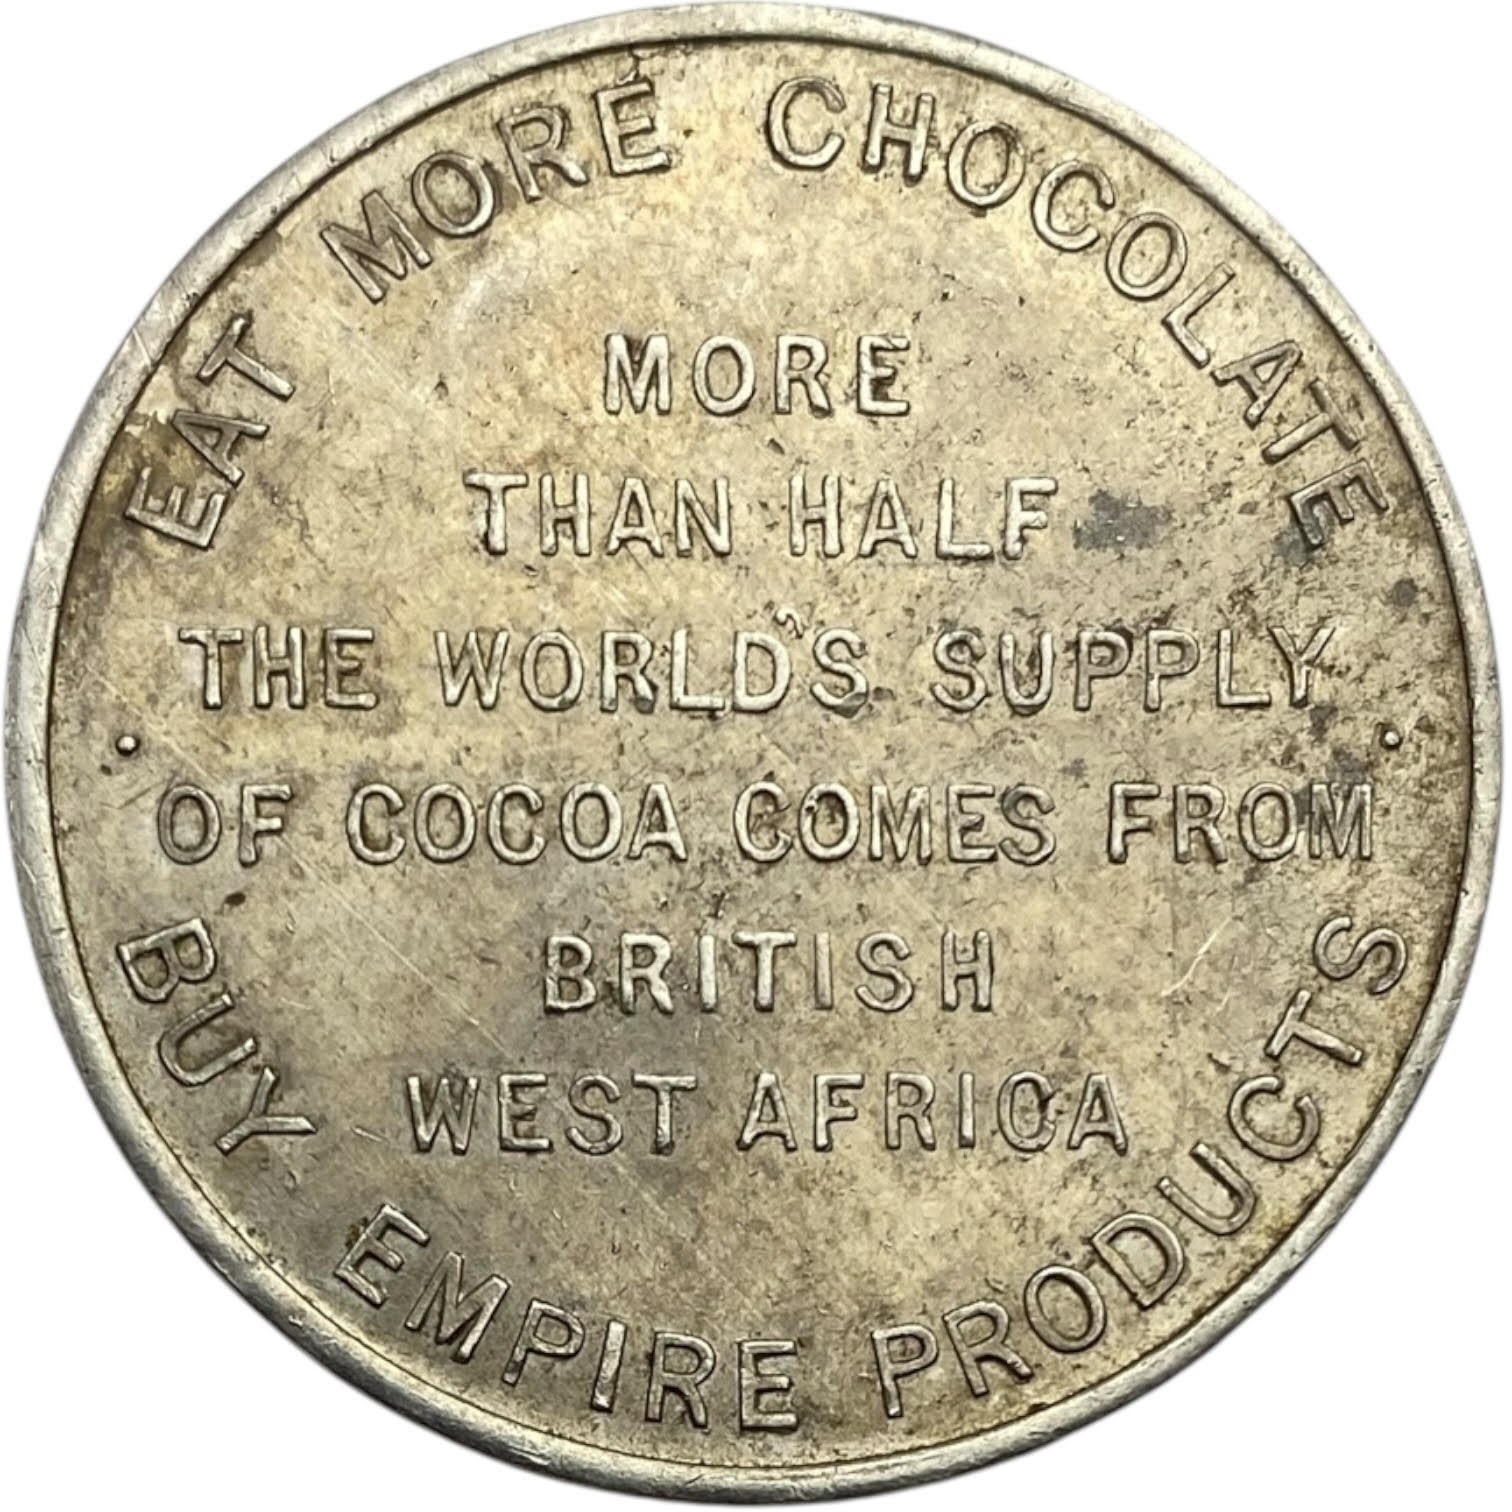 EAT MORE CHOCOLATE
MORE
THAN HALF
THE WORLD'S SUPPLY
OF COCOA COMES FROM
BRITISH
WEST AFRICA
BUY EMPIRE PRODUCTS